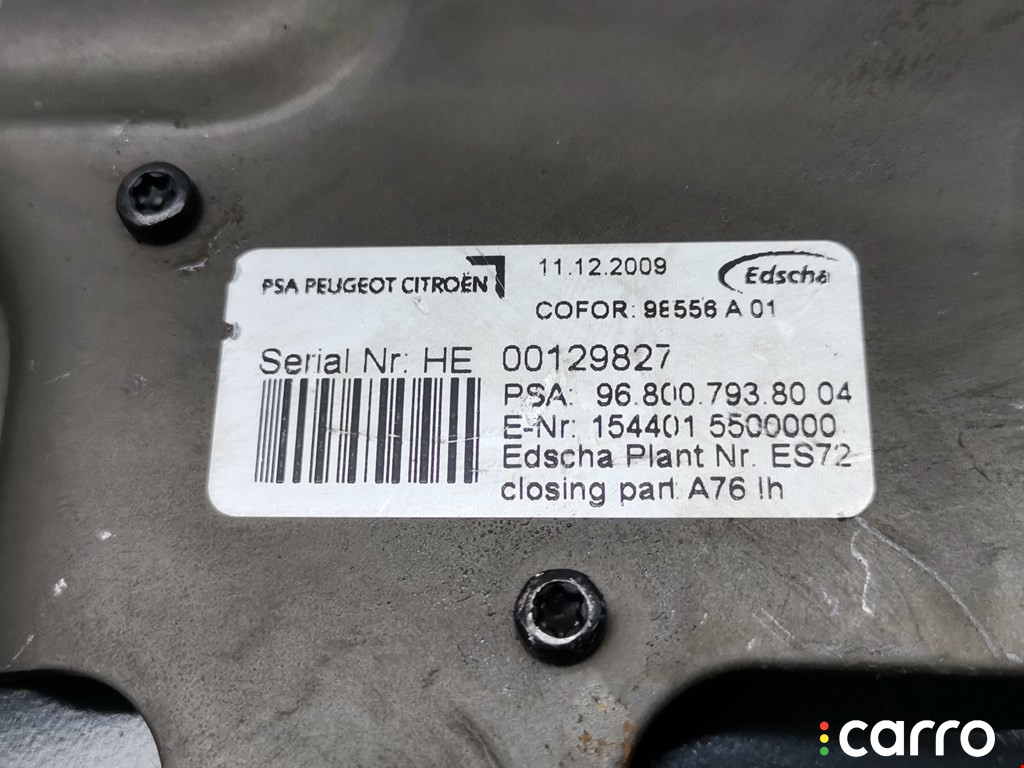 PSA PEUGEOT CITROËN
11.12.2009
Edscha
COFOR: 98556 A 01
Serial Nr: HE 00129827
PSA: 96.800.793.80 04
E-Nr: 154401 5500000
Edscha Plant Nr. ES72
closing part A76 lh
carro